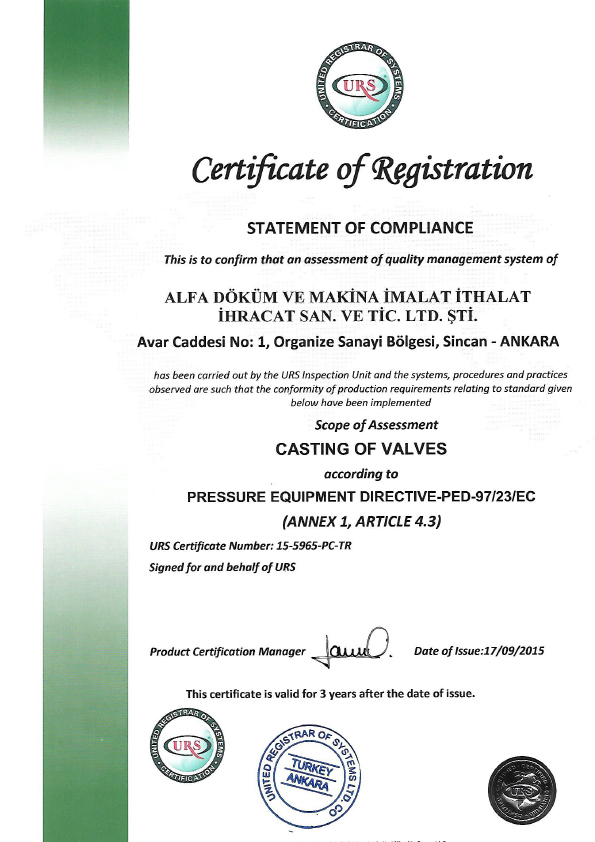 UNITED REGISTRAR OF SYSTEMS
URS
CERTIFICATION
Certificate of Registration
STATEMENT OF COMPLIANCE
This is to confirm that an assessment of quality management system of
ALFA DÖKÜM VE MAKİNA İMALAT İTHALAT
İHRACAT SAN. VE TİC. LTD. ŞTİ.
Avar Caddesi No: 1, Organize Sanayi Bölgesi, Sincan - ANKARA
has been carried out by the URS Inspection Unit and the systems, procedures and practices
observed are such that the conformity of production requirements relating to standard given
below have been implemented
Scope of Assessment
CASTING OF VALVES
according to
PRESSURE EQUIPMENT DIRECTIVE-PED-97/23/EC
(ANNEX 1, ARTICLE 4.3)
URS Certificate Number: 15-5965-PC-TR
Signed for and behalf of URS
Product Certification Manager
Date of Issue:17/09/2015
This certificate is valid for 3 years after the date of issue.
UNITED REGISTRAR OF SYSTEMS
URS
CERTIFICATION
UNITED REGISTRAR OF SYSTEMS LTD. CO
TURKEY
ANKARA
URS